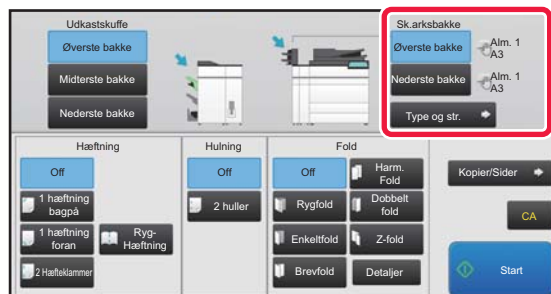 Udkastskuffe
Øverste bakke
Midterste bakke
Nederste bakke
Sk.arksbakke
Øverste bakke
Alm. 1
A3
Nederste bakke
Alm. 1
A3
Type og str.
Hæftning
Off
1 hæftning
bagpå
1 hæftning
foran
Ryg-
Hæftning
2 Hæfteklammer
Hulning
Off
2 huller
Fold
Off
Harm.
Fold
Rygfold
Dobbelt
fold
Enkeltfold
Z-fold
Brevfold
Detaljer
Kopier/Sider
CA
Start